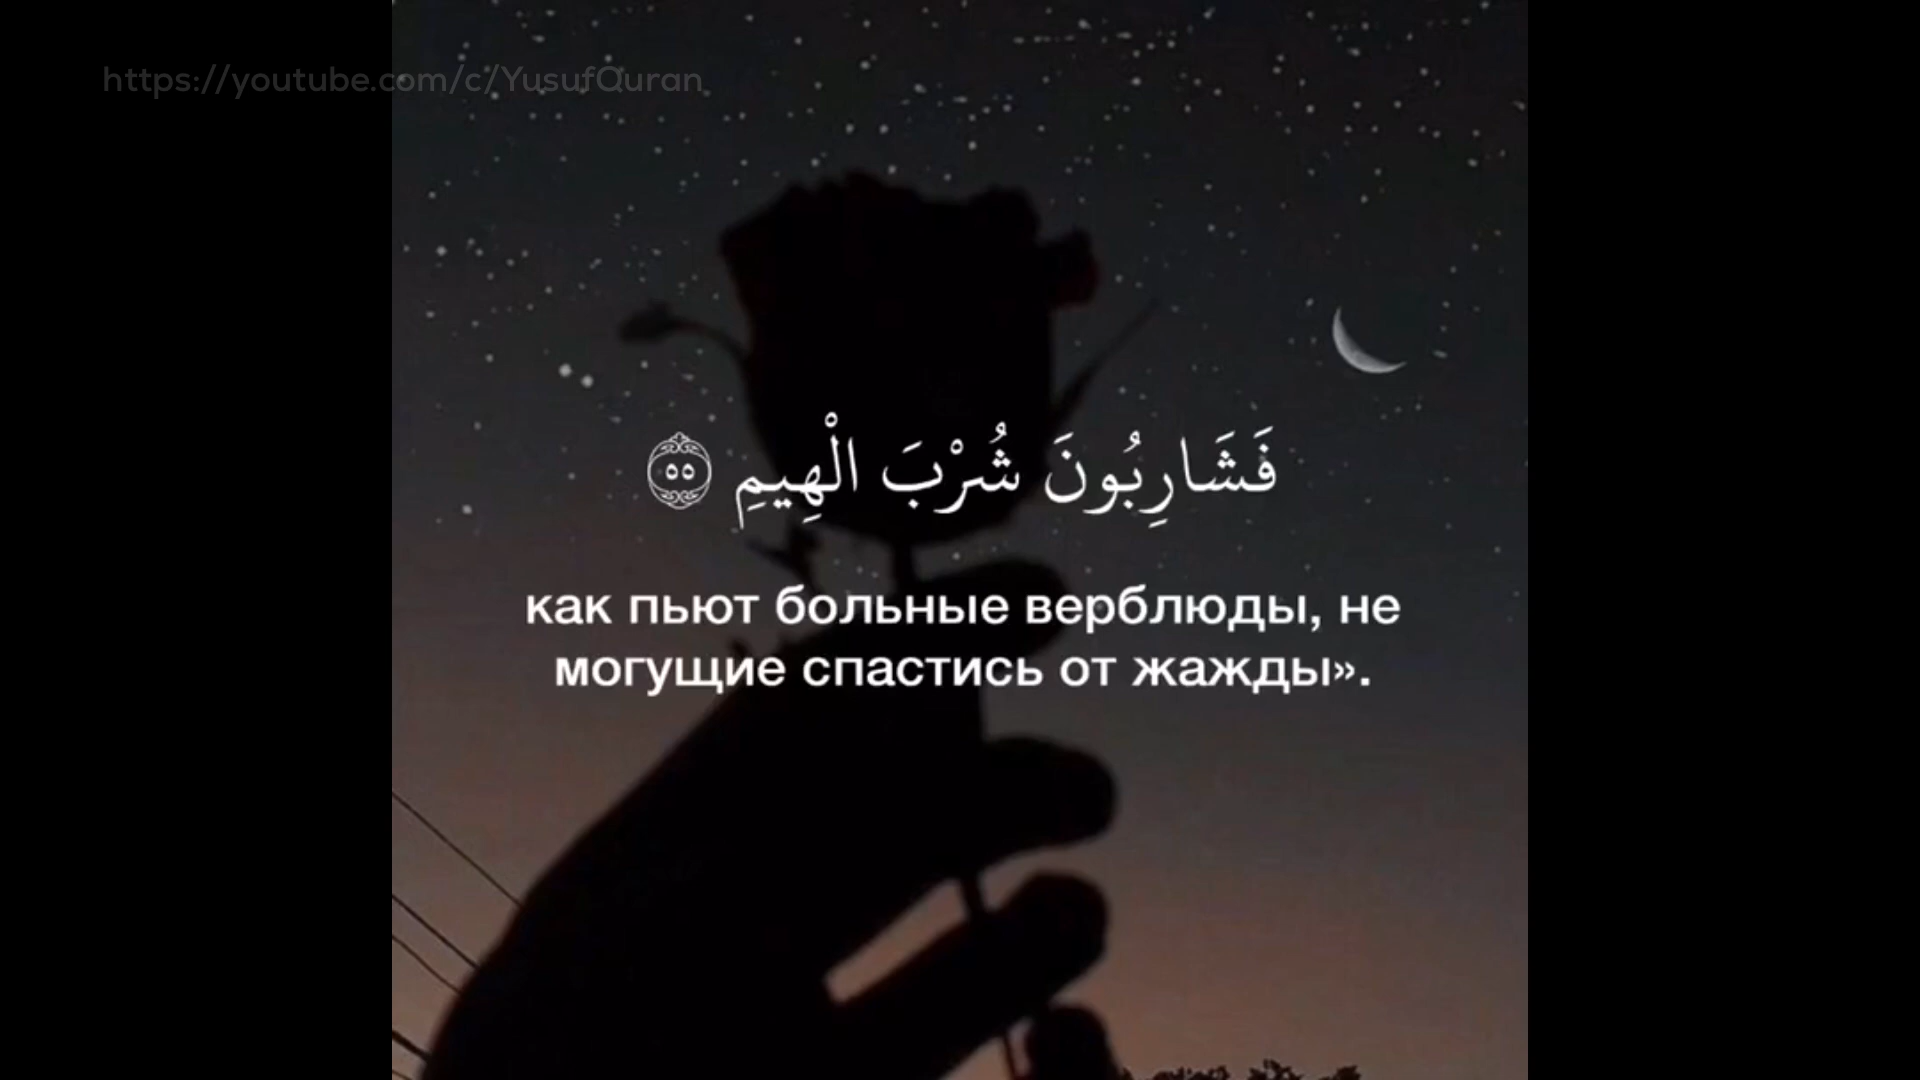 https://youtube.com/c/YusufQuran
فَشَارِبُونَ شُرْبَ الْهِيمِ ۝٥٥
как пьют больные верблюды, не
могущие спастись от жажды».